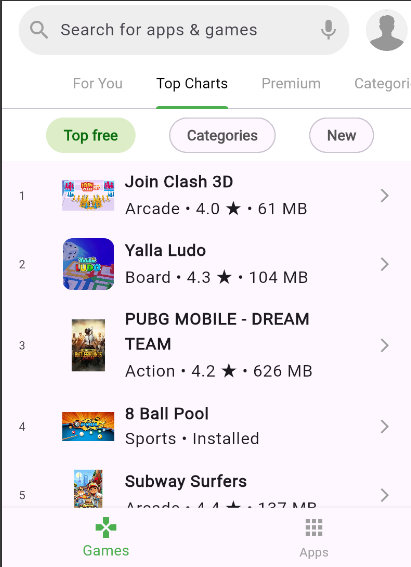 Search for apps & games
For You
Top Charts
Premium
Categori
Top free
Categories
New
1
Join Clash 3D
Arcade • 4.0 ★ • 61 MB
2
Yalla Ludo
Board • 4.3 ★ • 104 MB
3
PUBG MOBILE - DREAM
TEAM
Action • 4.2 ★ • 626 MB
4
8 Ball Pool
Sports • Installed
5
Subway Surfers
Arcade • 4.4 ★ • 137 MB
Games
Apps